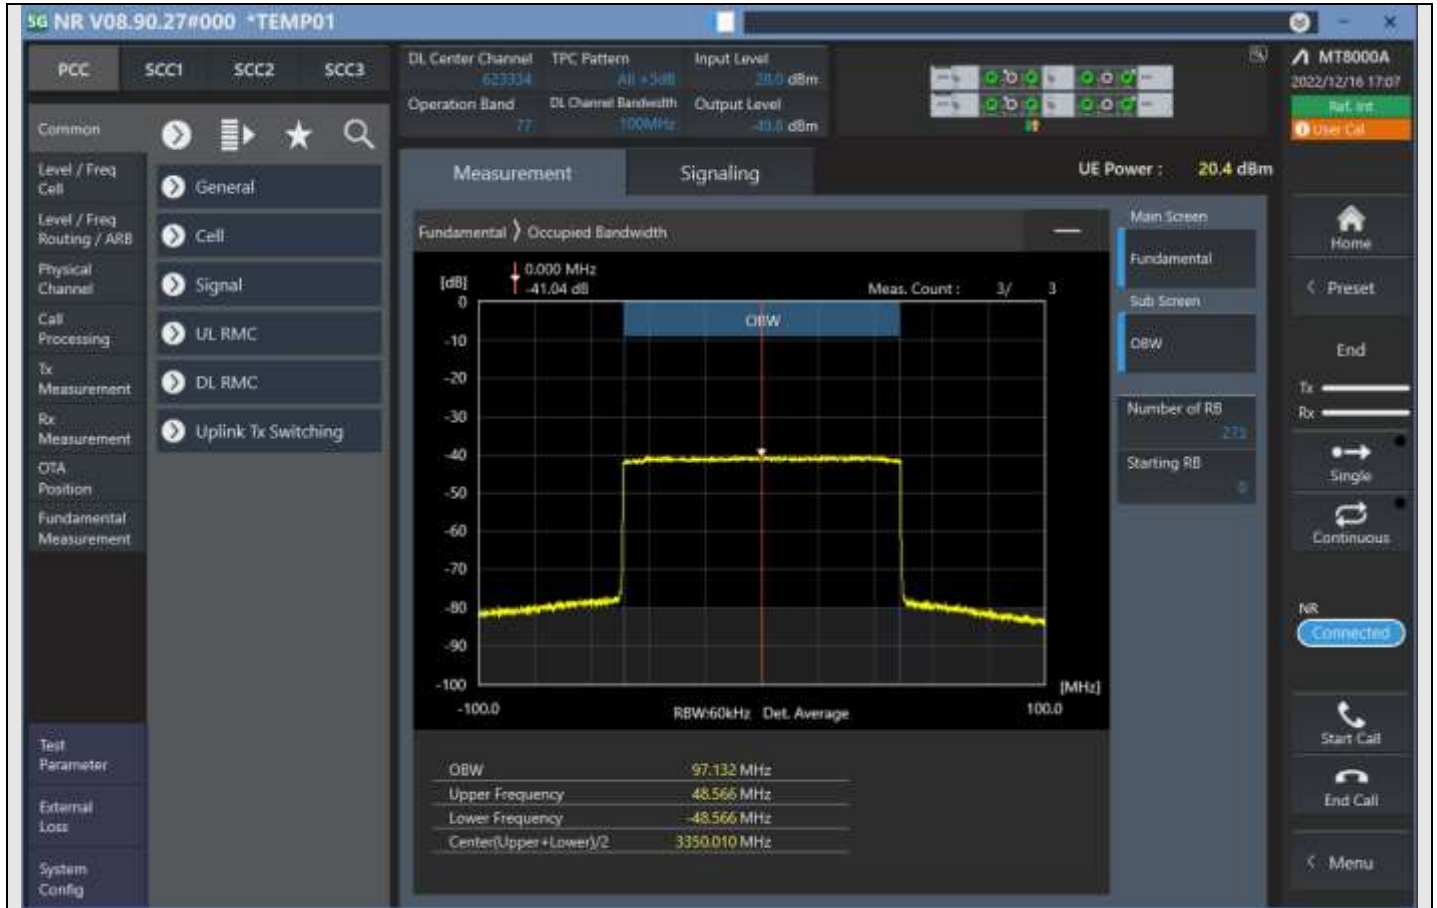 5G NR V08.90.27#000 *TEMP01
PCC SCC1 SCC2 SCC3
DL Center Channel TPC Pattern Input Level
623334 All +3dB 28.0 dBm
Operation Band DL Channel Bandwidth Output Level
77 100MHz dBm
MT8000A
2022/12/16 17:07
Ref. Int.
User Cal
Common
Level / Freq
Cell
Level / Freq
Routing / ARB
Physical
Channel
Call
Processing
Tx
Measurement
Rx
Measurement
OTA
Position
Fundamental
Measurement
Test
Parameter
External
Loss
System
Config
General
Cell
Signal
UL RMC
DL RMC
Uplink Tx Switching
Measurement Signaling
UE Power : 20.4 dBm
Fundamental Occupied Bandwidth
0.000 MHz
-41.04 dB
Meas. Count : 3/ 3
[dB]
OBW
0
-10
-20
-30
-40
-50
-60
-70
-80
-90
-100
[MHz]
-100.0 RBW:60kHz Det. Average 100.0
OBW 97.132 MHz
Upper Frequency 48.566 MHz
Lower Frequency -48.566 MHz
Center(Upper+Lower)/2 3350.010 MHz
Main Screen
Fundamental
Sub Screen
OBW
Number of RB
273
Starting RB
0
Home
Preset
End
Tx
Rx
Single
Continuous
NR
Connected
Start Call
End Call
Menu